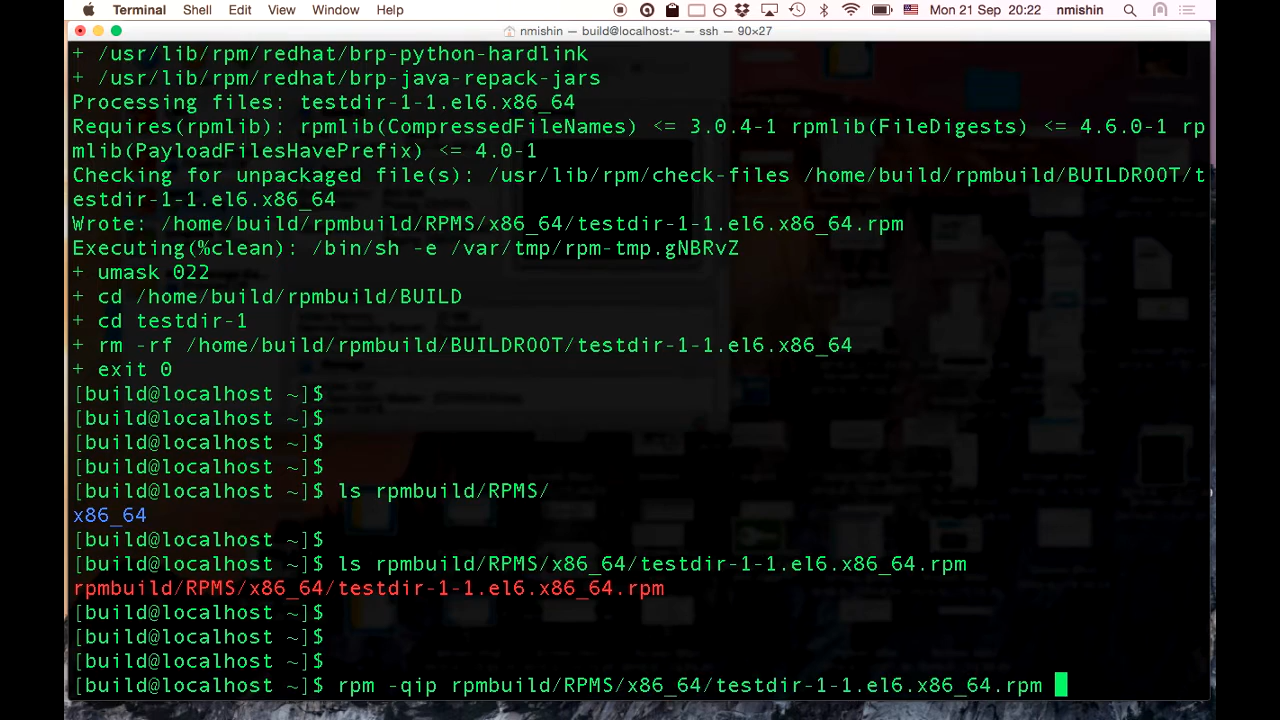 Terminal Shell Edit View Window Help Mon 21 Sep 20:22 nmishin
nmishin — build@localhost:~ — ssh — 90×27
+ /usr/lib/rpm/redhat/brp-python-hardlink
+ /usr/lib/rpm/redhat/brp-java-repack-jars
Processing files: testdir-1-1.el6.x86_64
Requires(rpmlib): rpmlib(CompressedFileNames) <= 3.0.4-1 rpmlib(FileDigests) <= 4.6.0-1 rp
mlib(PayloadFilesHavePrefix) <= 4.0-1
Checking for unpackaged file(s): /usr/lib/rpm/check-files /home/build/rpmbuild/BUILDROOT/t
estdir-1-1.el6.x86_64
Wrote: /home/build/rpmbuild/RPMS/x86_64/testdir-1-1.el6.x86_64.rpm
Executing(%clean): /bin/sh -e /var/tmp/rpm-tmp.gNBRvZ
+ umask 022
+ cd /home/build/rpmbuild/BUILD
+ cd testdir-1
+ rm -rf /home/build/rpmbuild/BUILDROOT/testdir-1-1.el6.x86_64
+ exit 0
[build@localhost ~]$
[build@localhost ~]$
[build@localhost ~]$
[build@localhost ~]$
[build@localhost ~]$ ls rpmbuild/RPMS/
x86_64
[build@localhost ~]$
[build@localhost ~]$ ls rpmbuild/RPMS/x86_64/testdir-1-1.el6.x86_64.rpm
rpmbuild/RPMS/x86_64/testdir-1-1.el6.x86_64.rpm
[build@localhost ~]$
[build@localhost ~]$
[build@localhost ~]$
[build@localhost ~]$ rpm -qip rpmbuild/RPMS/x86_64/testdir-1-1.el6.x86_64.rpm